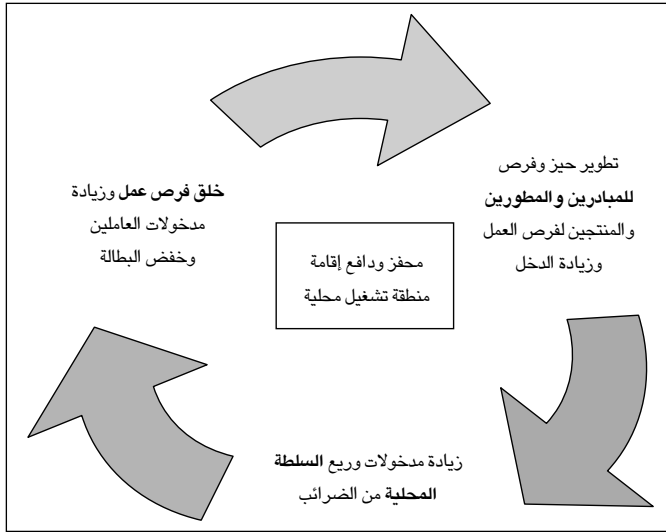 تطوير حيز وفرص
للمبادرين والمطورين
والمنتجين لفرص العمل
وزيادة الدخل
خلق فرص عمل وزيادة
مدخولات العاملين
وخفض البطالة
محفز ودافع إقامة
منطقة تشغيل محلية
زيادة مدخولات وريع السلطة
المحلية من الضرائب